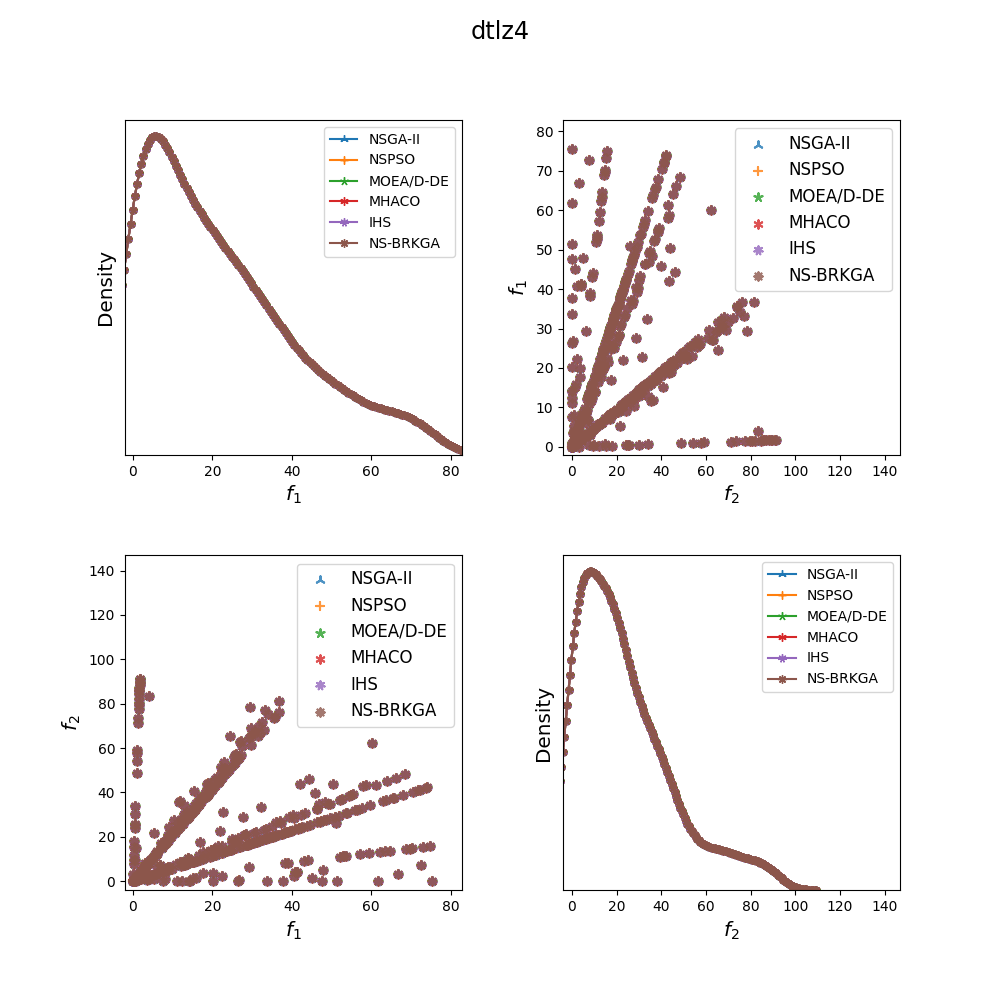 dtlz4
Density
NSGA-II
NSPSO
MOEA/D-DE
MHACO
IHS
NS-BRKGA
0 20 40 60 80
f1
f1
80
70
60
50
40
30
20
10
0
NSGA-II
NSPSO
MOEA/D-DE
MHACO
IHS
NS-BRKGA
0 20 40 60 80 100 120 140
f2
f2
140
120
100
80
60
40
20
0
NSGA-II
NSPSO
MOEA/D-DE
MHACO
IHS
NS-BRKGA
0 20 40 60 80
f1
Density
NSGA-II
NSPSO
MOEA/D-DE
MHACO
IHS
NS-BRKGA
0 20 40 60 80 100 120 140
f2